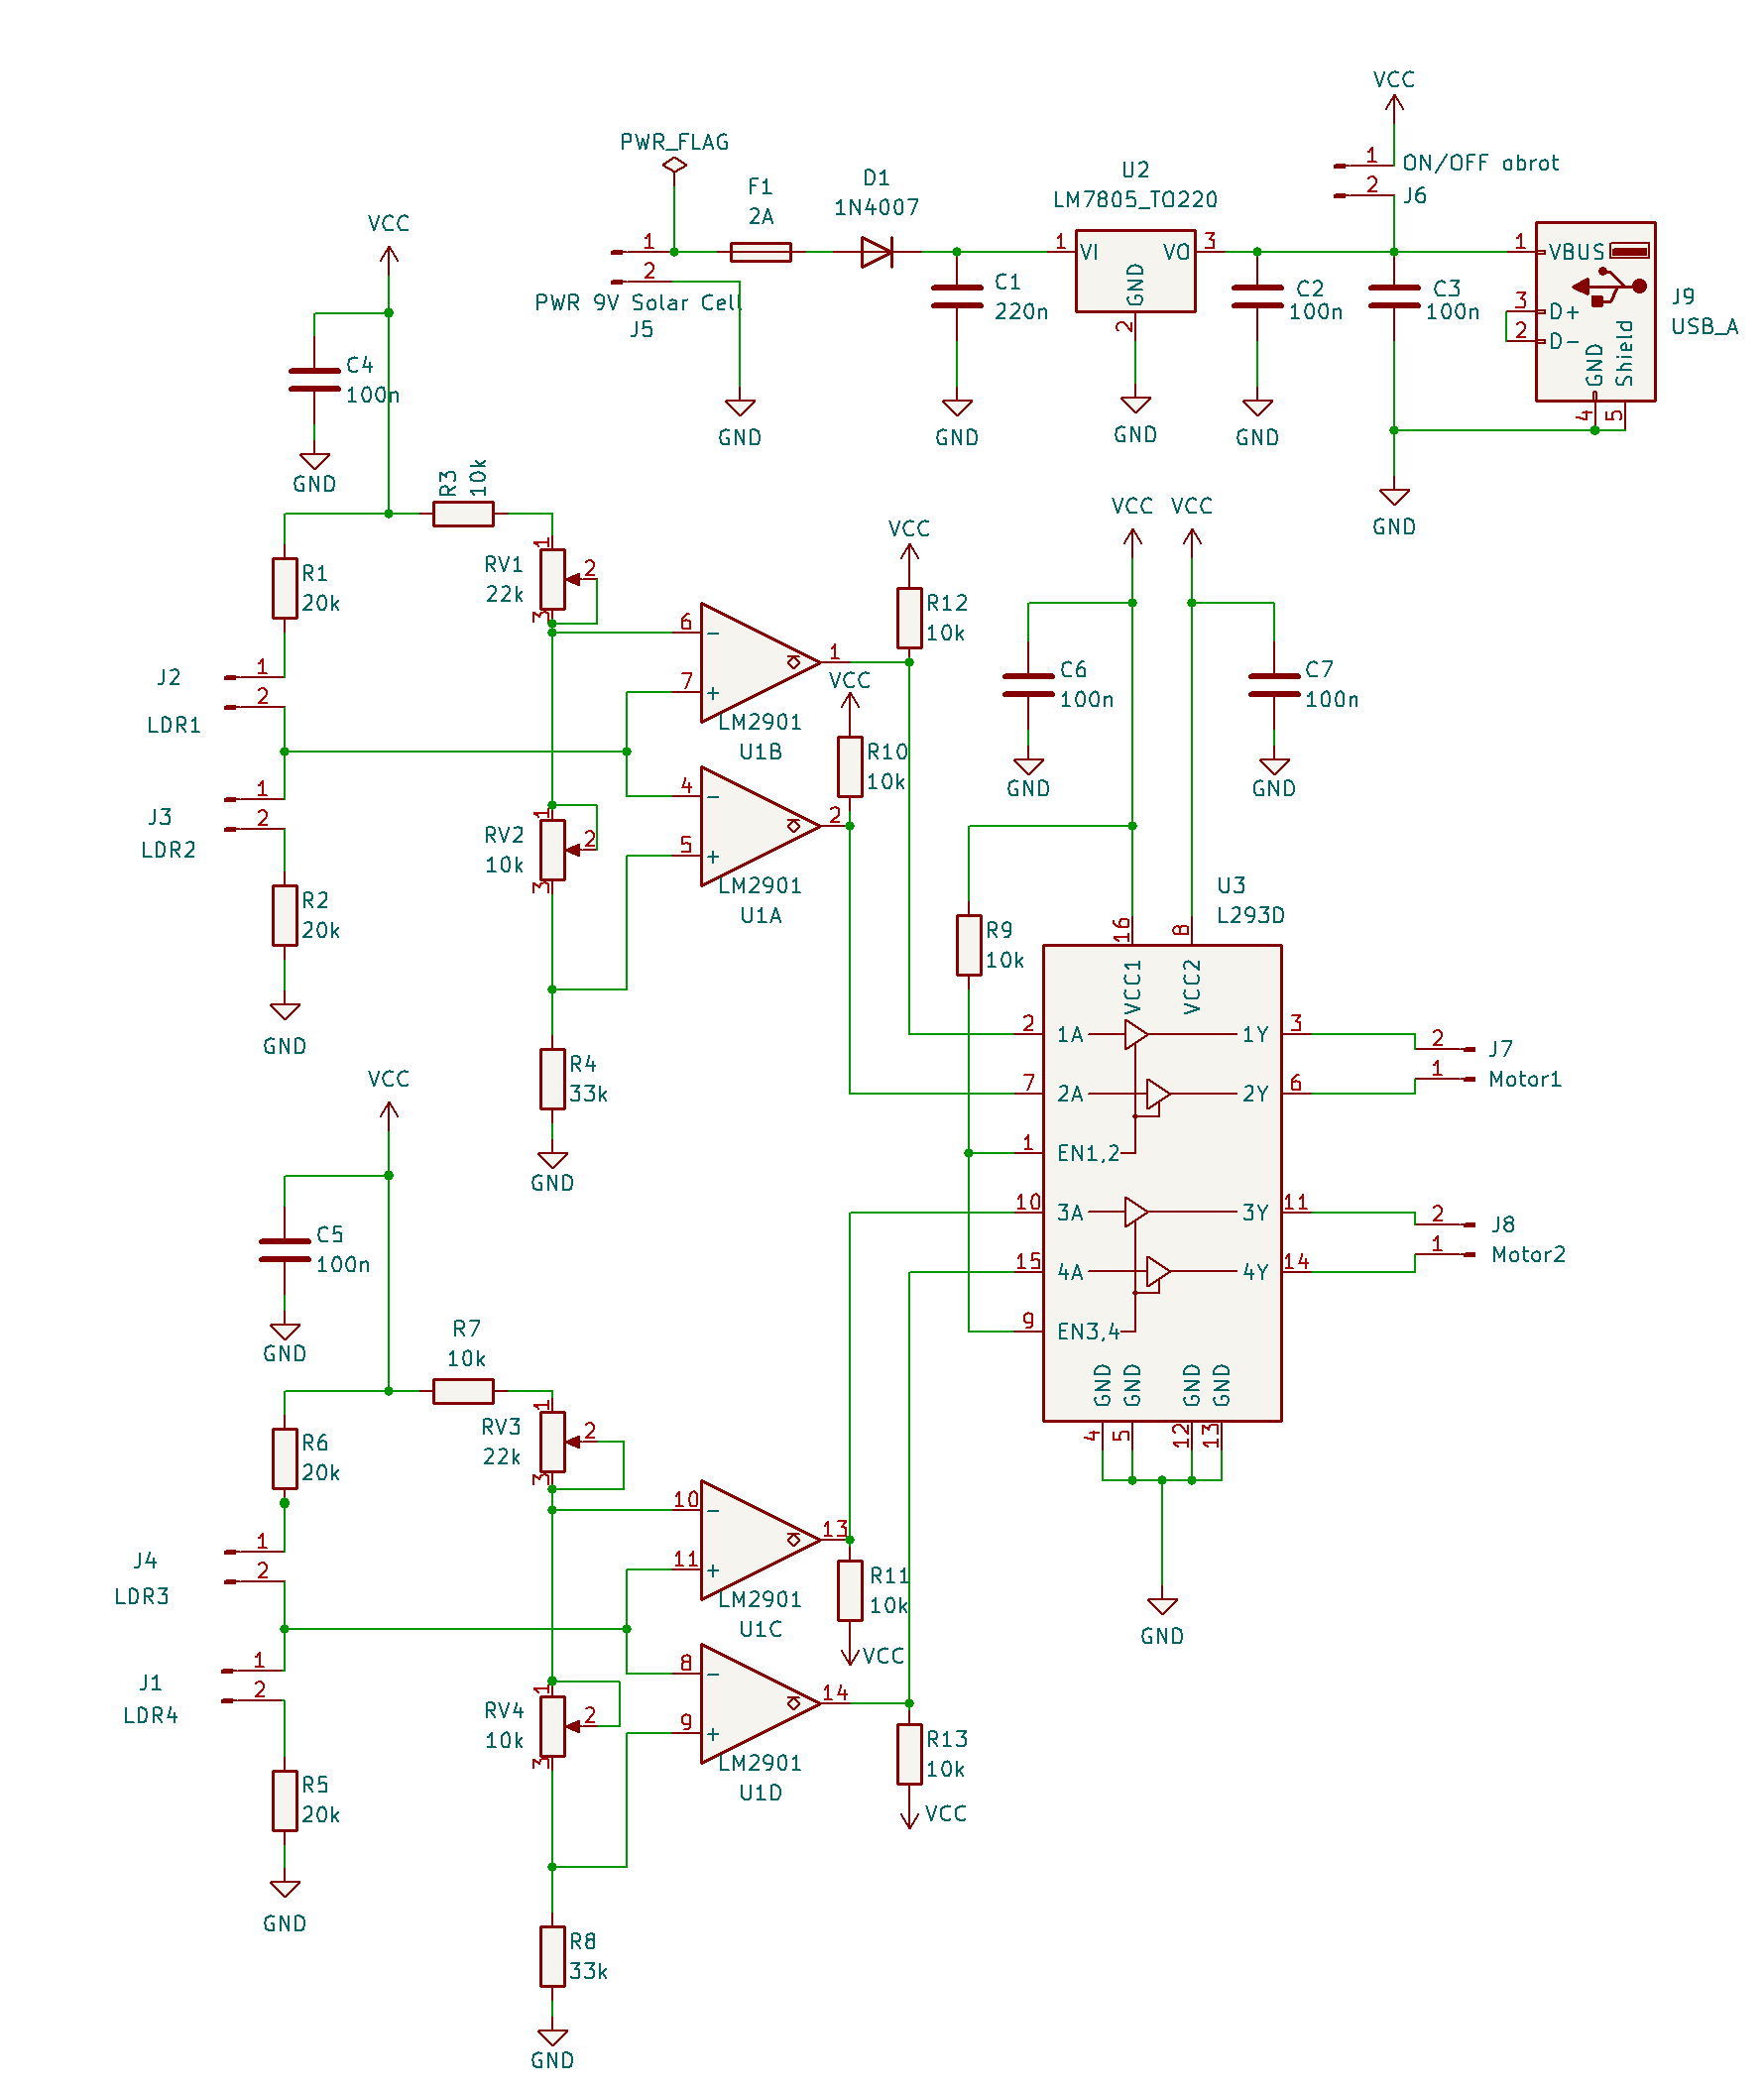 VCC
PWR_FLAG
F1
2A
D1
1N4007
U2
LM7805_TO220
1
ON/OFF obrot
2
J6
1
2
PWR 9V Solar Cell
J5
GND
C1
220n
GND
1
VI
VO
3
GND
2
GND
C2
100n
GND
C3
100n
GND
1
VBUS
3
D+
2
D-
GND
Shield
4
5
J9
USB_A
VCC
C4
100n
GND
R3
10k
R1
20k
J2
1
2
LDR1
J3
1
2
LDR2
R2
20k
GND
RV1
22k
1
2
3
RV2
10k
1
2
3
R4
33k
GND
6
-
7
+
1
LM2901
U1B
4
-
5
+
2
LM2901
U1A
VCC
R12
10k
VCC
R10
10k
VCC
VCC
C6
100n
GND
C7
100n
GND
R9
10k
U3
L293D
16
8
VCC1
VCC2
2
1A
1Y
3
7
2A
2Y
6
1
EN1,2
10
3A
3Y
11
15
4A
4Y
14
9
EN3,4
GND
GND
GND
GND
4
5
12
13
GND
2
J7
1
Motor1
2
J8
1
Motor2
VCC
C5
100n
GND
R7
10k
R6
20k
J4
1
2
LDR3
J1
1
2
LDR4
R5
20k
GND
RV3
22k
1
2
3
RV4
10k
1
2
3
R8
33k
GND
10
-
11
+
13
LM2901
U1C
8
-
9
+
14
LM2901
U1D
R11
10k
VCC
R13
10k
VCC